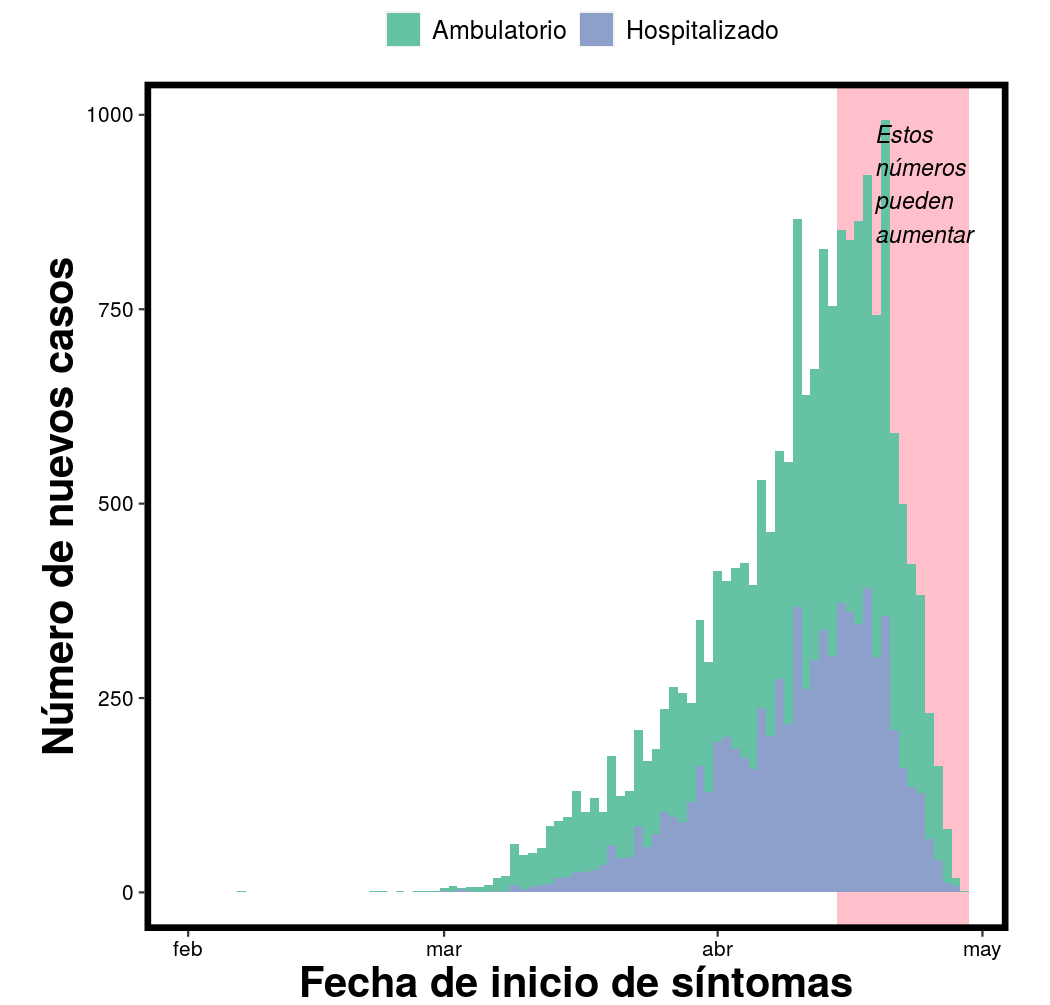 Ambulatorio Hospitalizado
1000
750
500
250
0
Número de nuevos casos
Estos
números
pueden
aumentar
feb mar abr may
Fecha de inicio de síntomas